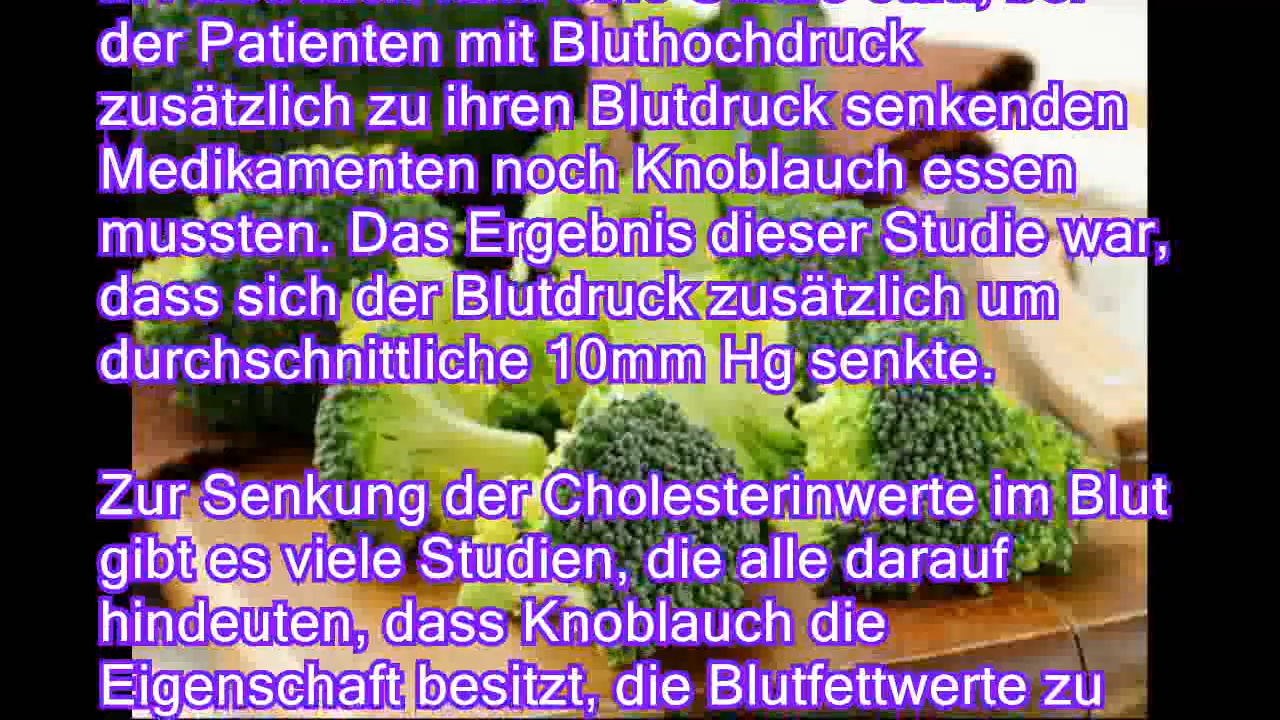 der Patienten mit Bluthochdruck
zusätzlich zu ihren Blutdruck senkenden
Medikamenten noch Knoblauch essen
mussten. Das Ergebnis dieser Studie war,
dass sich der Blutdruck zusätzlich um
durchschnittliche 10mm Hg senkte.
Zur Senkung der Cholesterinwerte im Blut
gibt es viele Studien, die alle darauf
hindeuten, dass Knoblauch die
Eigenschaft besitzt, die Blutfettwerte zu